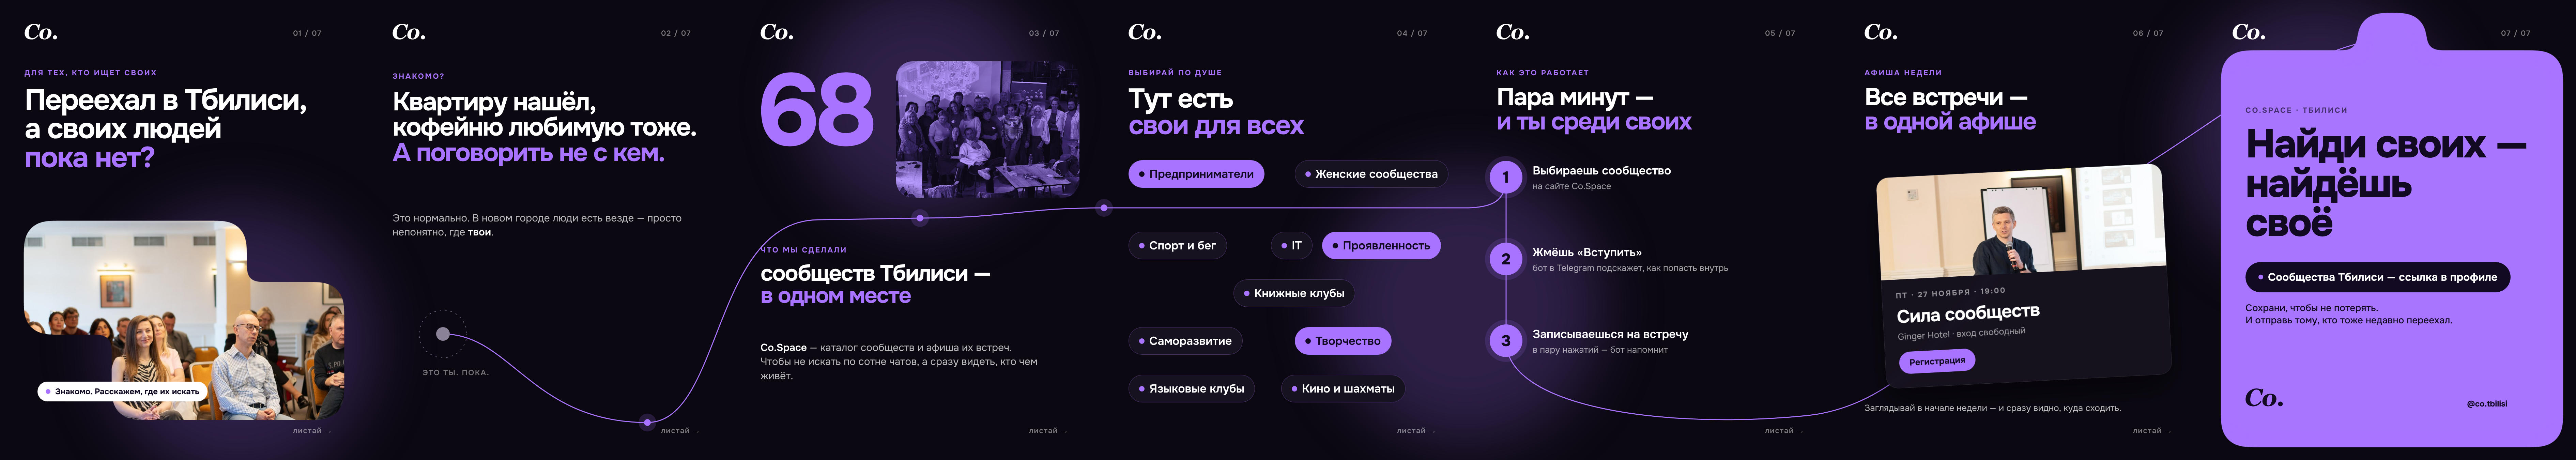 Co.
01 / 07
ДЛЯ ТЕХ, КТО ИЩЕТ СВОИХ
Переехал в Тбилиси,
а своих людей
пока нет?
Знакомо. Расскажем, где их искать
листай →
Co.
02 / 07
ЗНАКОМО?
Квартиру нашёл,
кофейню любимую тоже.
А поговорить не с кем.
Это нормально. В новом городе люди есть везде — просто
непонятно, где твои.
ЭТО ТЫ. ПОКА.
листай →
Co.
03 / 07
68
ЧТО МЫ СДЕЛАЛИ
сообществ Тбилиси —
в одном месте
Co.Space — каталог сообществ и афиша их встреч.
Чтобы не искать по сотне чатов, а сразу видеть, кто чем
живёт.
листай →
Co.
04 / 07
ВЫБИРАЙ ПО ДУШЕ
Тут есть
свои для всех
Предприниматели
Женские сообщества
Спорт и бег
IT
Проявленность
Книжные клубы
Саморазвитие
Творчество
Языковые клубы
Кино и шахматы
листай →
Co.
05 / 07
КАК ЭТО РАБОТАЕТ
Пара минут —
и ты среди своих
1
Выбираешь сообщество
на сайте Co.Space
2
Жмёшь «Вступить»
бот в Telegram подскажет, как попасть внутрь
3
Записываешься на встречу
в пару нажатий — бот напомнит
листай →
Co.
06 / 07
АФИША НЕДЕЛИ
Все встречи —
в одной афише
ПТ · 27 НОЯБРЯ · 19:00
Сила сообществ
Ginger Hotel · вход свободный
Регистрация
Заглядывай в начале недели — и сразу видно, куда сходить.
листай →
Co.
07 / 07
CO.SPACE · ТБИЛИСИ
Найди своих —
найдёшь
своё
Сообщества Тбилиси — ссылка в профиле
Сохрани, чтобы не потерять.
И отправь тому, кто тоже недавно переехал.
Co.
@co.tbilisi